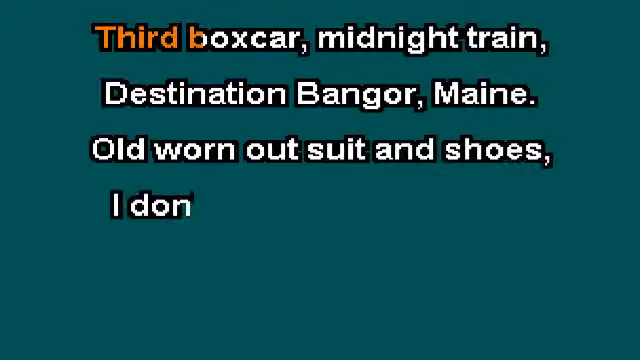 Third boxcar, midnight train,
Destination Bangor, Maine.
Old worn out suit and shoes,
I don